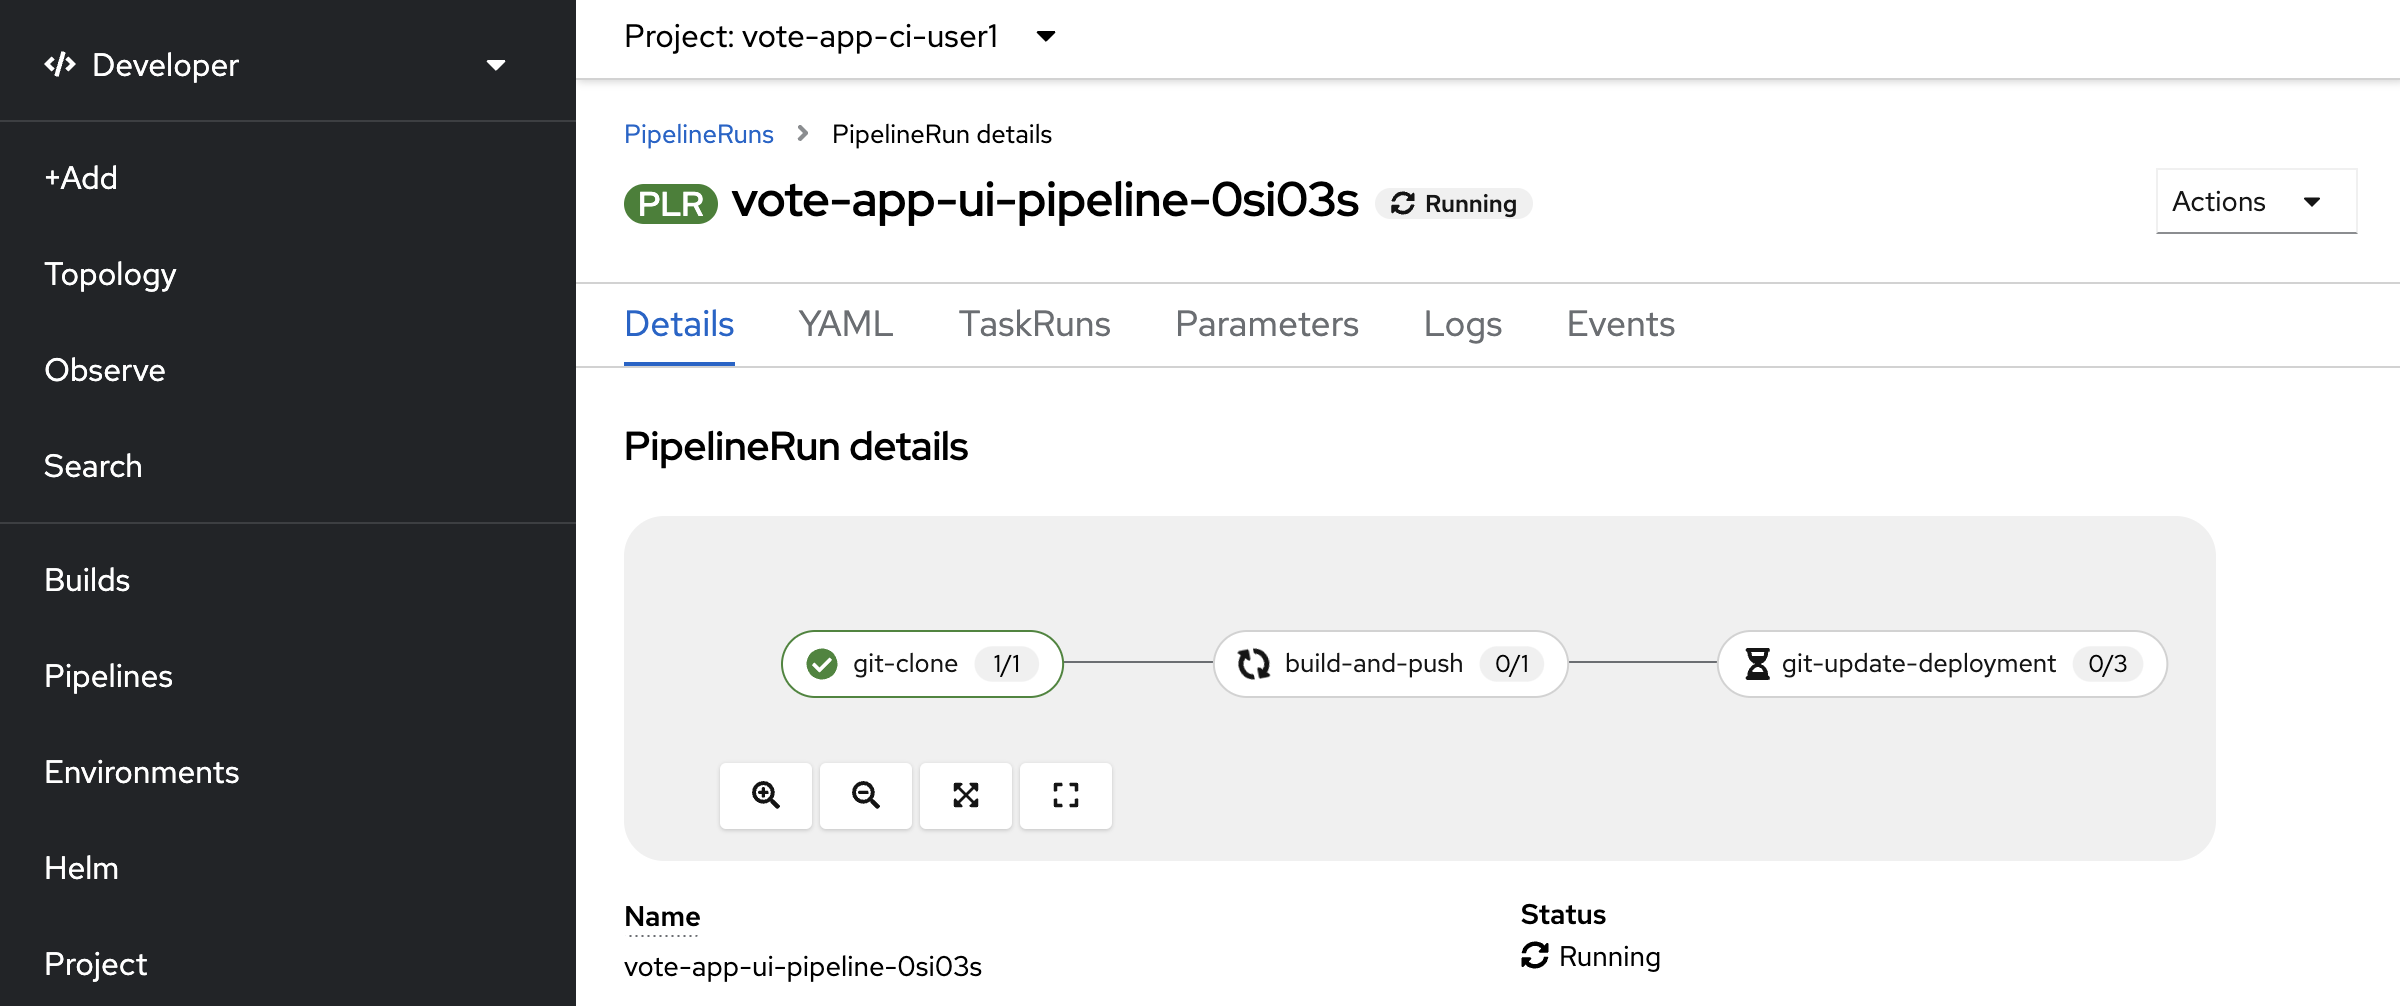 Developer
+Add
Topology
Observe
Search
Builds
Pipelines
Environments
Helm
Project
Project: vote-app-ci-user1
PipelineRuns PipelineRun details
PLR vote-app-ui-pipeline-0si03s Running
Actions
Details YAML TaskRuns Parameters Logs Events
PipelineRun details
git-clone 1/1 build-and-push 0/1 git-update-deployment 0/3
Name
vote-app-ui-pipeline-0si03s
Status
Running